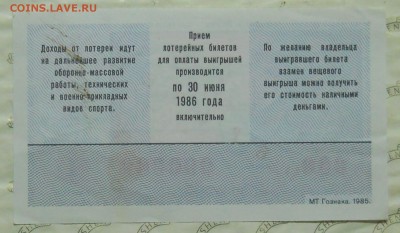 COINS.LAVE.RU
Доходы от лотереи идут
на дальнейшее развитие
оборонно-массовой
работы, технических
и военно-прикладных
видов спорта.
Прием
лотерейных билетов
для оплаты выигрышей
производится
по 30 июня
1986 года
включительно
По желанию владельца
выигравшего билета
взамен вещевого
выигрыша можно получить
его стоимость наличными
деньгами.
МТ Гознака. 1985.